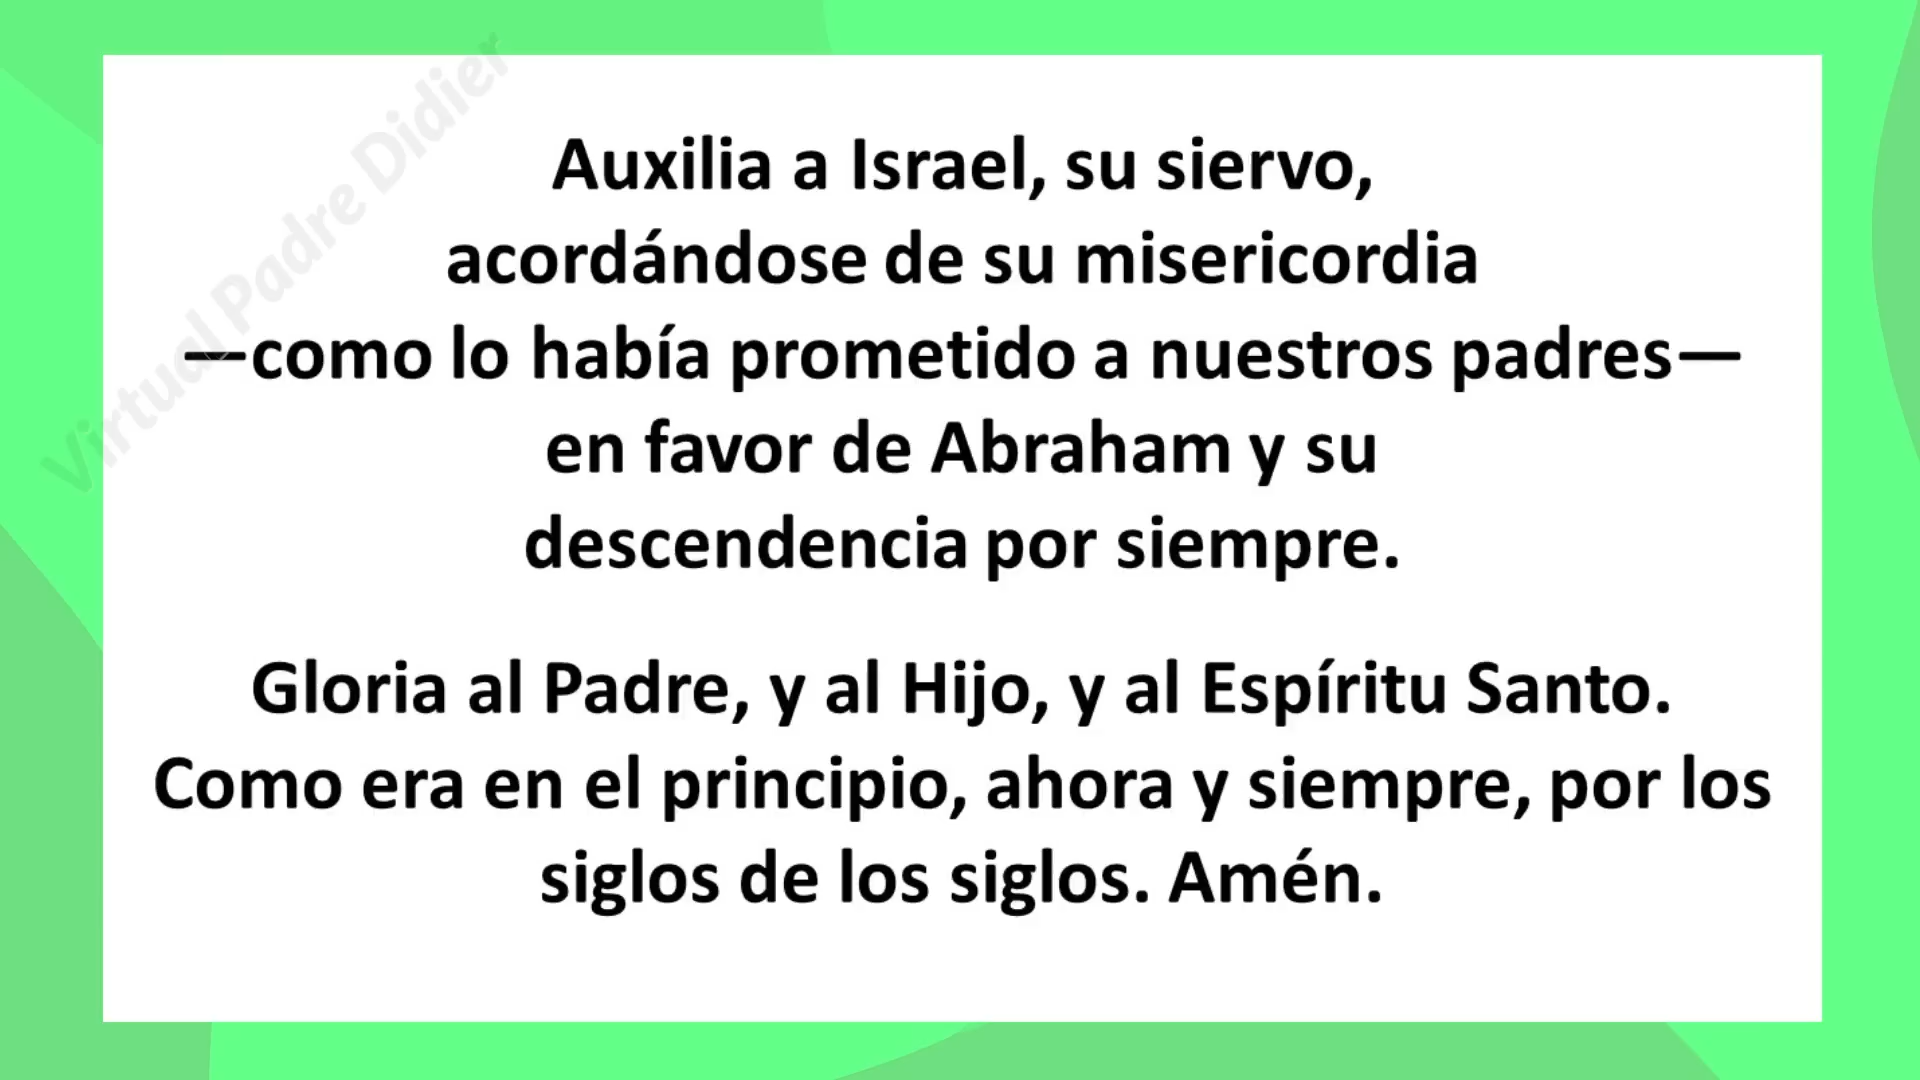 Virtual Padre Didier
Auxilia a Israel, su siervo,
acordándose de su misericordia
—como lo había prometido a nuestros padres—
en favor de Abraham y su
descendencia por siempre.
Gloria al Padre, y al Hijo, y al Espíritu Santo.
Como era en el principio, ahora y siempre, por los
siglos de los siglos. Amén.